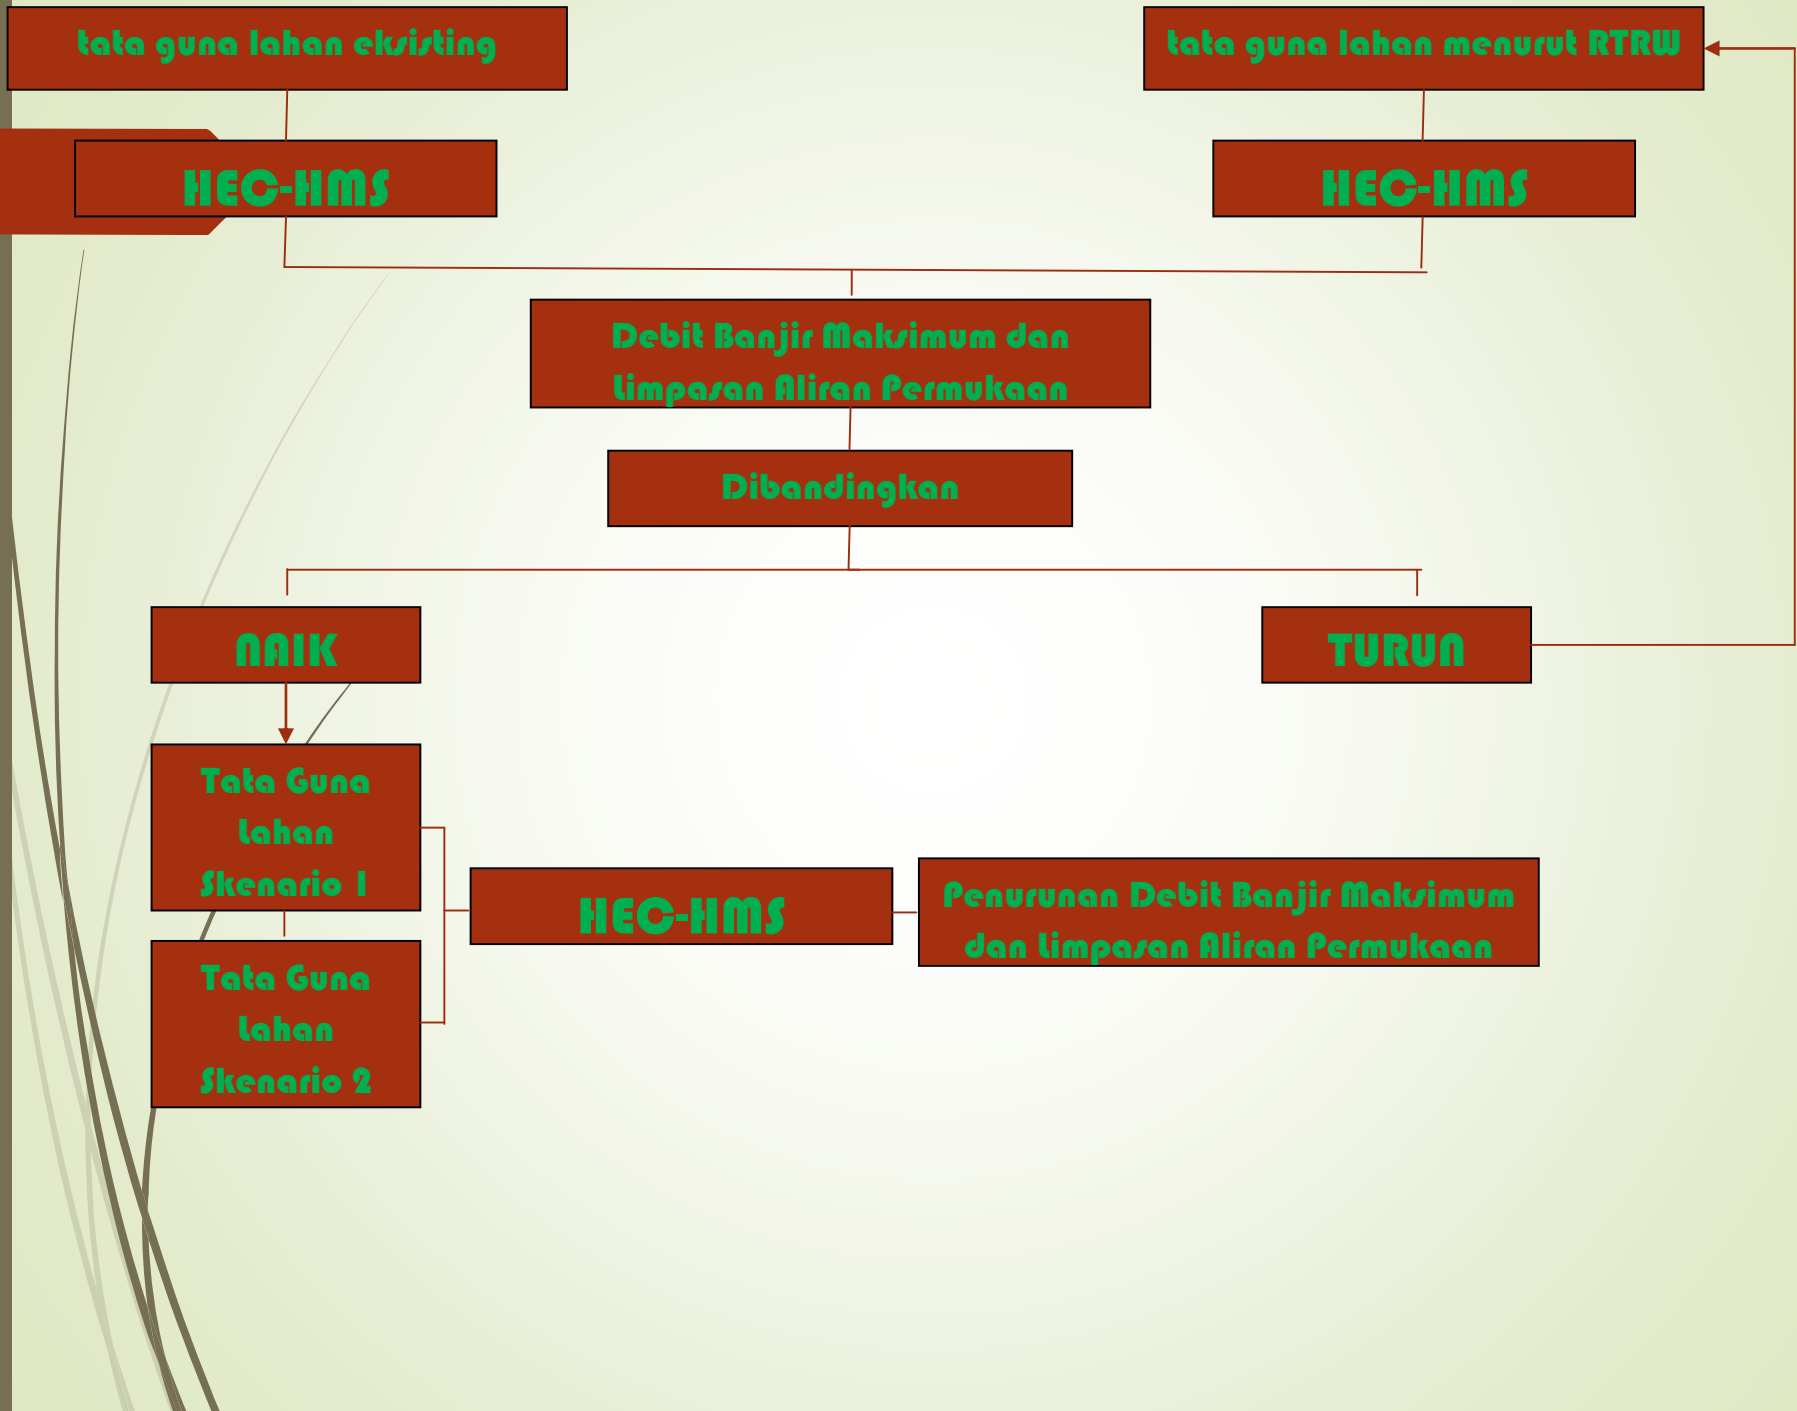 tata guna lahan eksisting
tata guna lahan menurut RTRW
HEC-HMS
HEC-HMS
Debit Banjir Maksimum dan
Limpasan Aliran Permukaan
Dibandingkan
NAIK
TURUN
Tata Guna
Lahan
Skenario 1
HEC-HMS
Penurunan Debit Banjir Maksimum
dan Limpasan Aliran Permukaan
Tata Guna
Lahan
Skenario 2